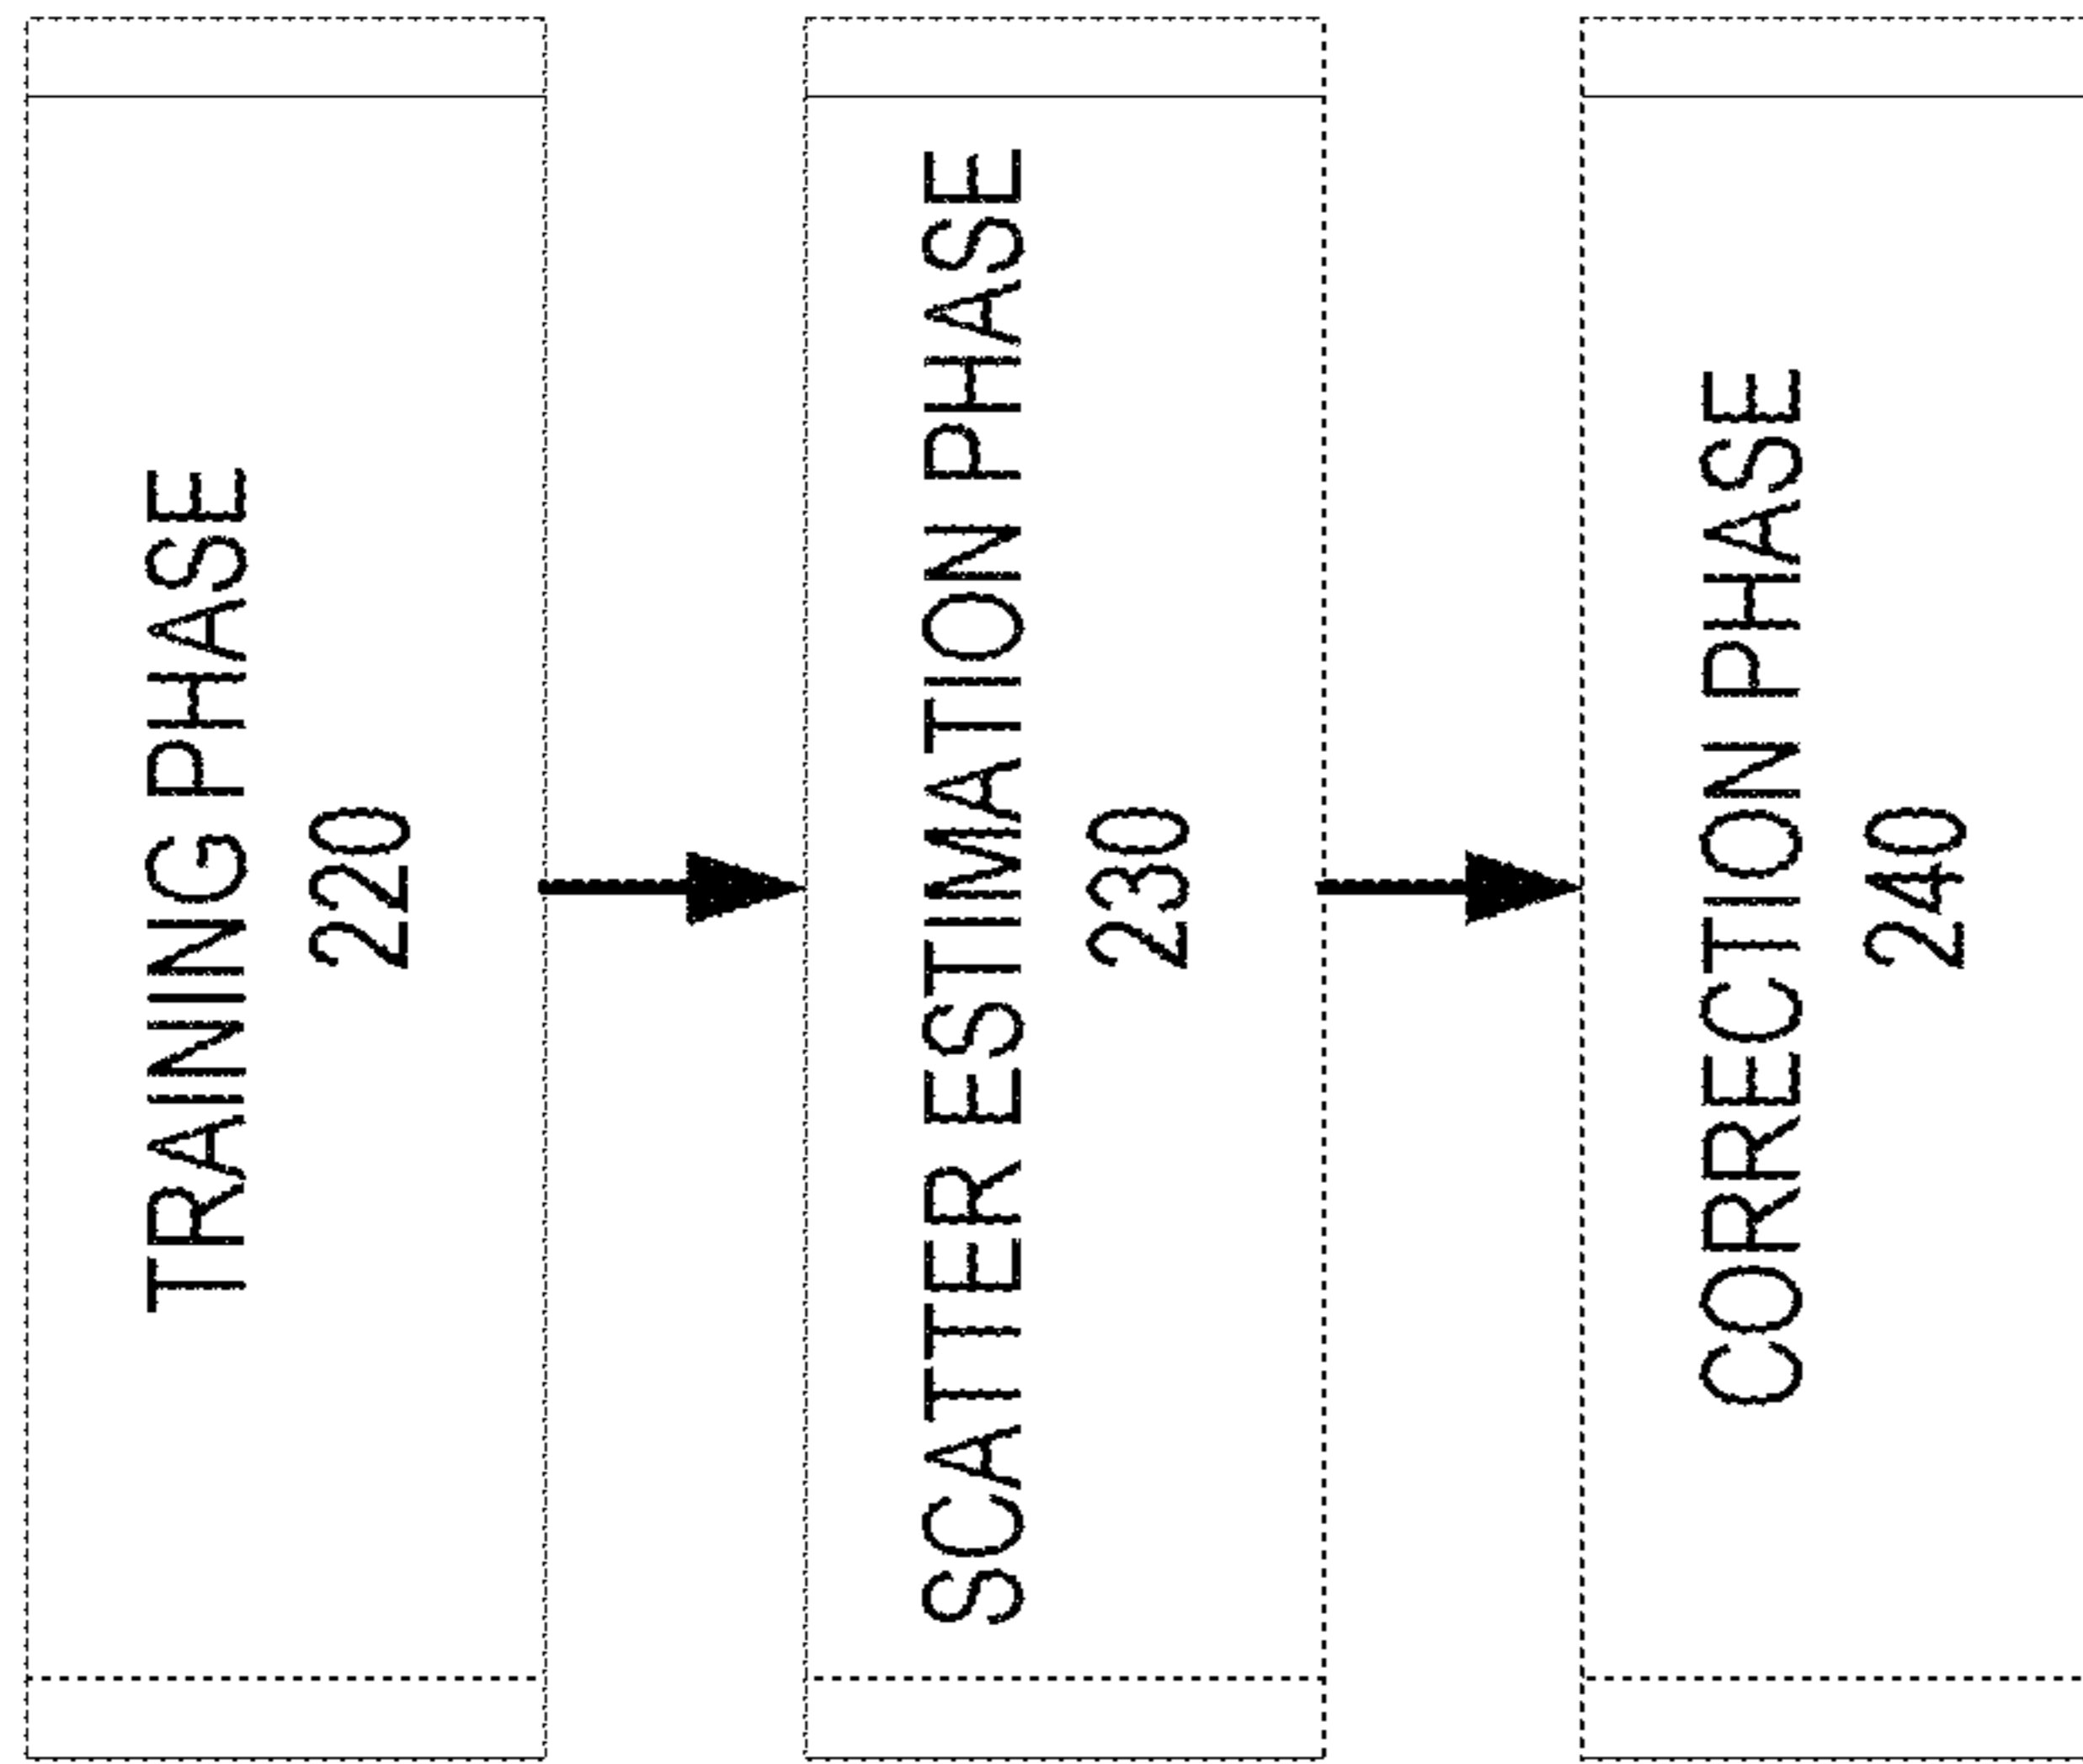 TRAINING PHASE
220
SCATTER ESTIMATION PHASE
230
CORRECTION PHASE
240